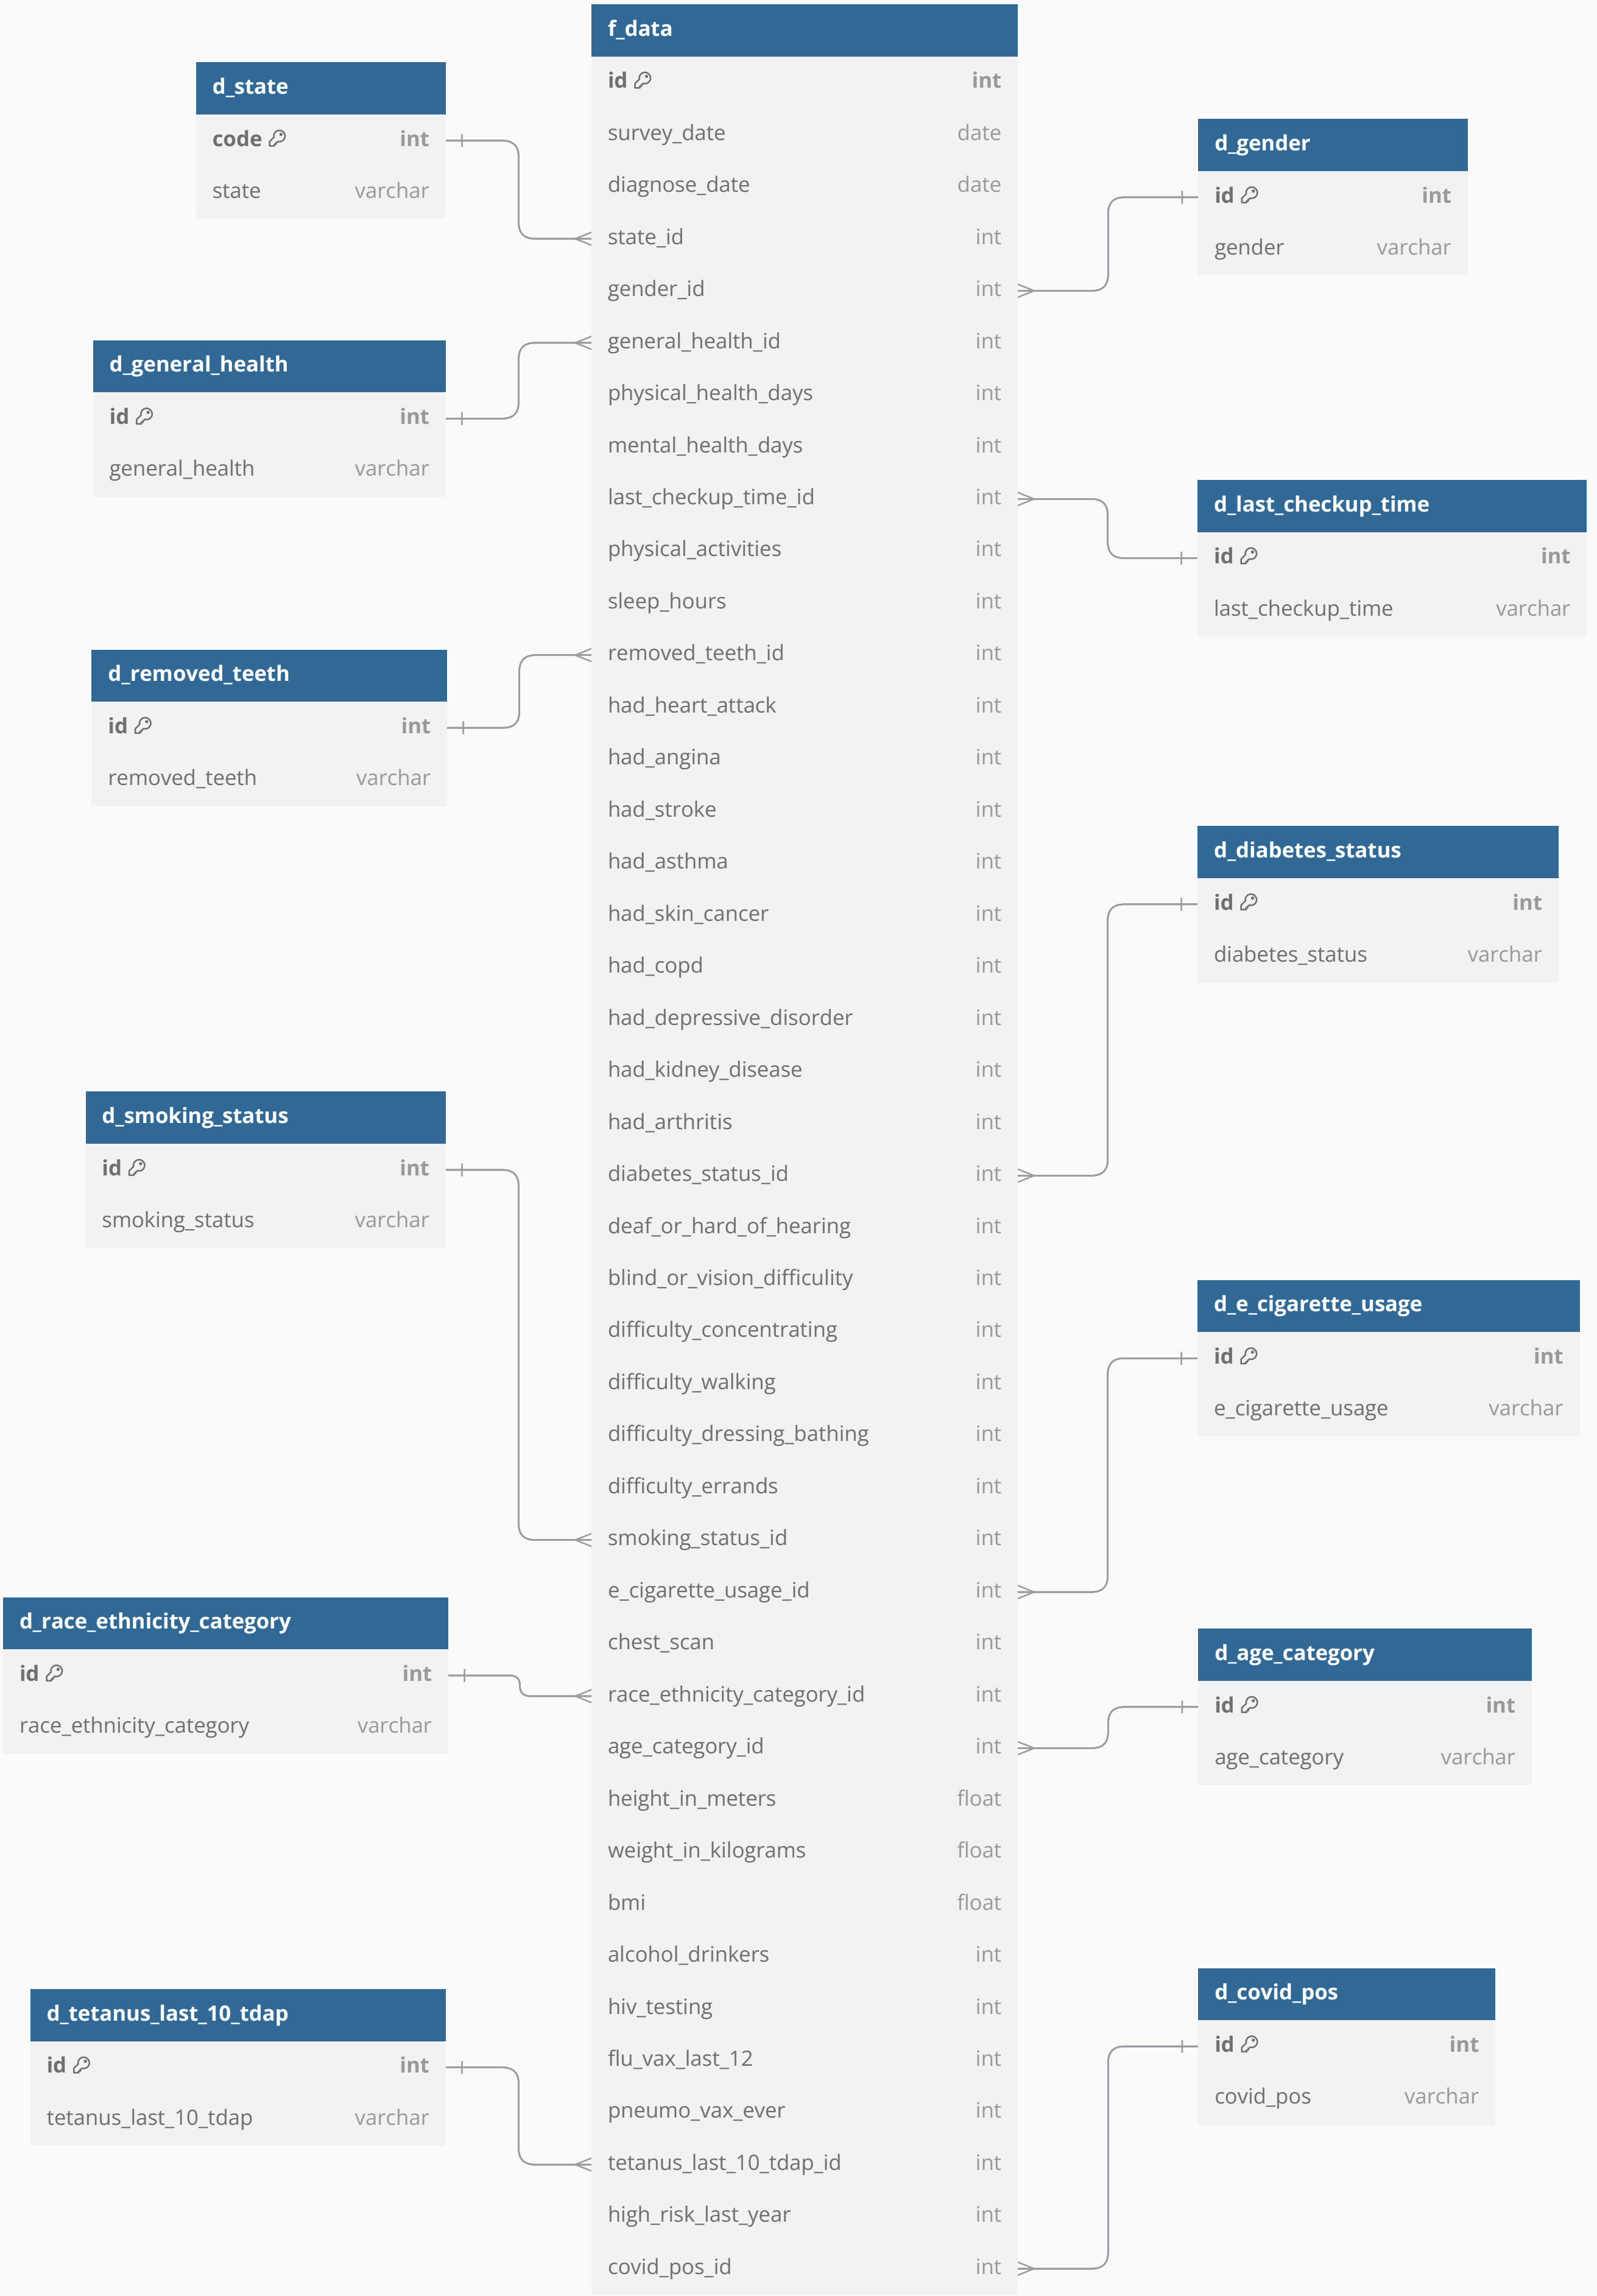 f_data
id int
survey_date date
diagnose_date date
state_id int
gender_id int
general_health_id int
physical_health_days int
mental_health_days int
last_checkup_time_id int
physical_activities int
sleep_hours int
removed_teeth_id int
had_heart_attack int
had_angina int
had_stroke int
had_asthma int
had_skin_cancer int
had_copd int
had_depressive_disorder int
had_kidney_disease int
had_arthritis int
diabetes_status_id int
deaf_or_hard_of_hearing int
blind_or_vision_difficulity int
difficulty_concentrating int
difficulty_walking int
difficulty_dressing_bathing int
difficulty_errands int
smoking_status_id int
e_cigarette_usage_id int
chest_scan int
race_ethnicity_category_id int
age_category_id int
height_in_meters float
weight_in_kilograms float
bmi float
alcohol_drinkers int
hiv_testing int
flu_vax_last_12 int
pneumo_vax_ever int
tetanus_last_10_tdap_id int
high_risk_last_year int
covid_pos_id int
d_state
code int
state varchar
d_general_health
id int
general_health varchar
d_removed_teeth
id int
removed_teeth varchar
d_smoking_status
id int
smoking_status varchar
d_race_ethnicity_category
id int
race_ethnicity_category varchar
d_tetanus_last_10_tdap
id int
tetanus_last_10_tdap varchar
d_gender
id int
gender varchar
d_last_checkup_time
id int
last_checkup_time varchar
d_diabetes_status
id int
diabetes_status varchar
d_e_cigarette_usage
id int
e_cigarette_usage varchar
d_age_category
id int
age_category varchar
d_covid_pos
id int
covid_pos varchar